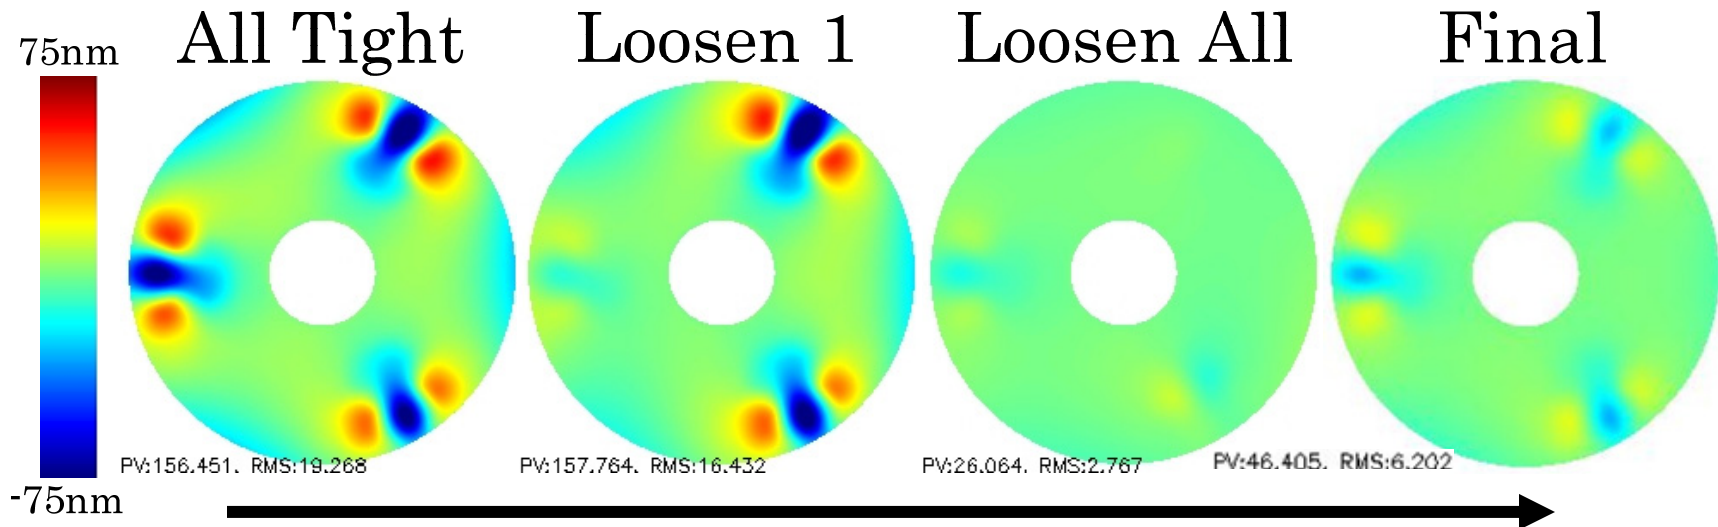 75nm
All Tight
Loosen 1
Loosen All
Final
PV:156.451. RMS:19.268
PV:157.764. RMS:16.432
PV:26.064. RMS:2.767
PV:46.405. RMS:6.202
-75nm